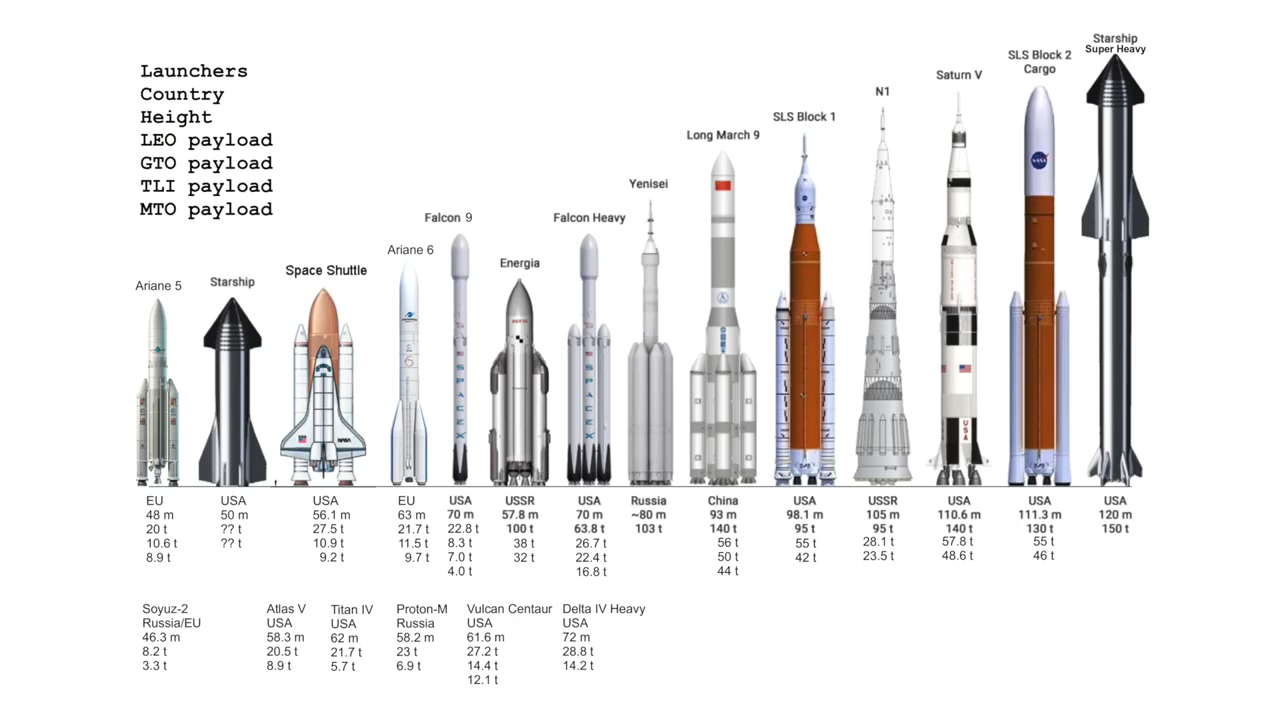 Launchers
Country
Height
LEO payload
GTO payload
TLI payload
MTO payload
Ariane 5
Starship
Space Shuttle
Ariane 6
Falcon 9
Energia
Falcon Heavy
Yenisei
Long March 9
SLS Block 1
N1
Saturn V
SLS Block 2
Cargo
Starship
Super Heavy
SPACEX
SPACEX
USA
NASA
NASA
EU
48 m
20 t
10.6 t
8.9 t
USA
50 m
?? t
?? t
USA
56.1 m
27.5 t
10.9 t
9.2 t
EU
63 m
21.7 t
11.5 t
9.7 t
USA
70 m
22.8 t
8.3 t
7.0 t
4.0 t
USSR
57.8 m
100 t
38 t
32 t
USA
70 m
63.8 t
26.7 t
22.4 t
16.8 t
Russia
~80 m
103 t
China
93 m
140 t
56 t
50 t
44 t
USA
98.1 m
95 t
55 t
42 t
USSR
105 m
95 t
28.1 t
23.5 t
USA
110.6 m
140 t
57.8 t
48.6 t
USA
111.3 m
130 t
55 t
46 t
USA
120 m
150 t
Soyuz-2
Russia/EU
46.3 m
8.2 t
3.3 t
Atlas V
USA
58.3 m
20.5 t
8.9 t
Titan IV
USA
62 m
21.7 t
5.7 t
Proton-M
Russia
58.2 m
23 t
6.9 t
Vulcan Centaur
USA
61.6 m
27.2 t
14.4 t
12.1 t
Delta IV Heavy
USA
72 m
28.8 t
14.2 t